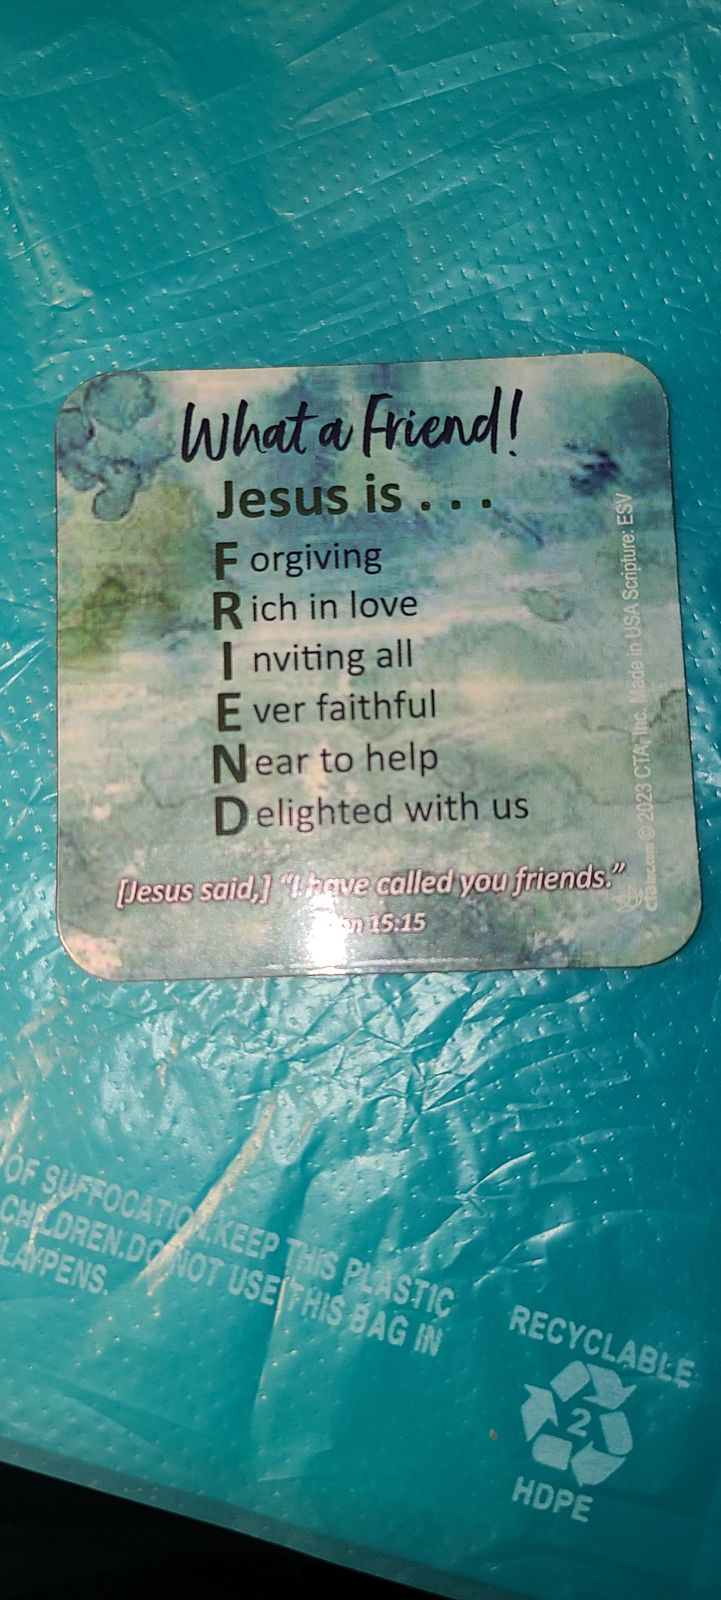 What a Friend!
Jesus is . . .
Forgiving
Rich in love
Inviting all
Ever faithful
Near to help
Delighted with us
[Jesus said,] “I have called you friends.”
15:15
ctainc.com © 2023 CTA, Inc. Made in USA Scripture: ESV
OF SUFFOCATION.KEEP THIS PLASTIC
CHILDREN.DO NOT USE THIS BAG IN
LAYPENS.
RECYCLABLE
2
HDPE